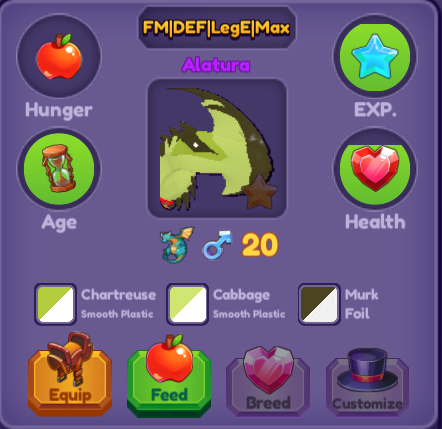 FM|DEF|LegE|Max
Alatura
Hunger
EXP.
Age
Health
20
Chartreuse
Smooth Plastic
Cabbage
Smooth Plastic
Murk
Foil
Equip
Feed
Breed
Customize